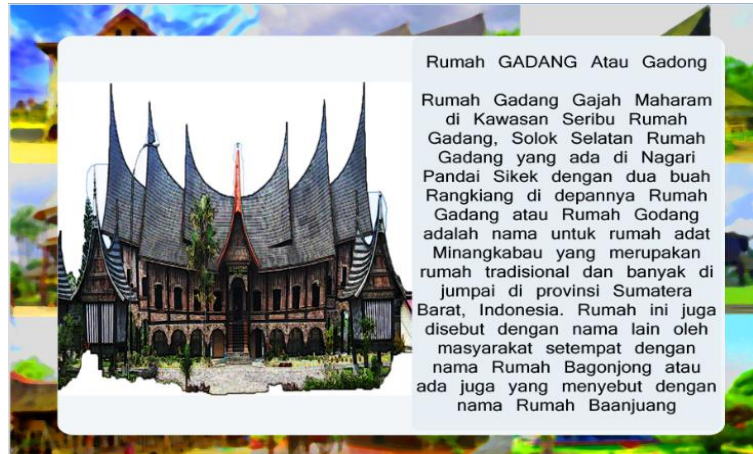 Rumah GADANG Atau Gadong
Rumah Gadang Gajah Maharam
di Kawasan Seribu Rumah
Gadang, Solok Selatan Rumah
Gadang yang ada di Nagari
Pandai Sikek dengan dua buah
Rangkiang di depannya Rumah
Gadang atau Rumah Godang
adalah nama untuk rumah adat
Minangkabau yang merupakan
rumah tradisional dan banyak di
jumpai di provinsi Sumatera
Barat, Indonesia. Rumah ini juga
disebut dengan nama lain oleh
masyarakat setempat dengan
nama Rumah Bagonjong atau
ada juga yang menyebut dengan
nama Rumah Baanjuang